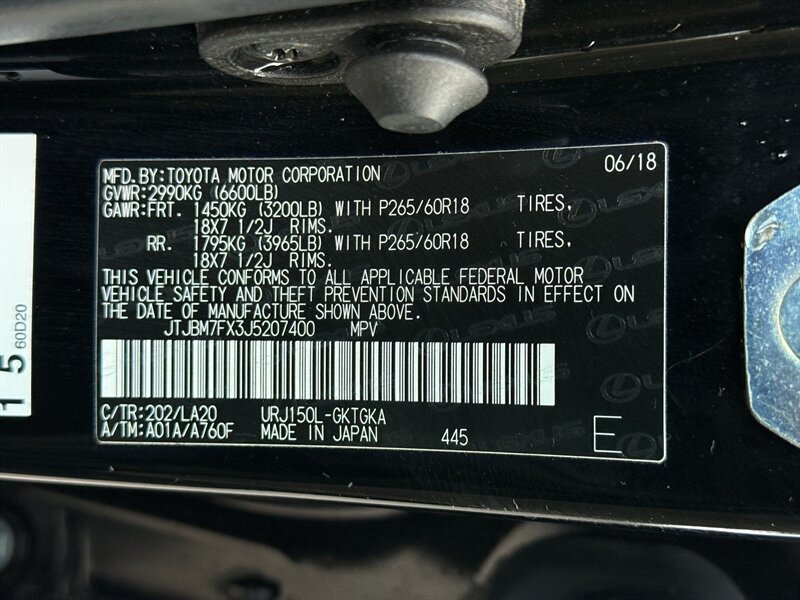 MFD.BY:TOYOTA MOTOR CORPORATION 06/18
GVWR:2990KG (6600LB)
GAWR:FRT. 1450KG (3200LB) WITH P265/60R18 TIRES,
18X7 1/2J RIMS.
RR. 1795KG (3965LB) WITH P265/60R18 TIRES,
18X7 1/2J RIMS.
THIS VEHICLE CONFORMS TO ALL APPLICABLE FEDERAL MOTOR
VEHICLE SAFETY AND THEFT PREVENTION STANDARDS IN EFFECT ON
THE DATE OF MANUFACTURE SHOWN ABOVE.
JTJBM7FX3J5207400 MPV
C/TR:202/LA20 URJ150L-GKTGKA
A/TM:A01A/A760F MADE IN JAPAN 445 E
LEXUS
15
60D20